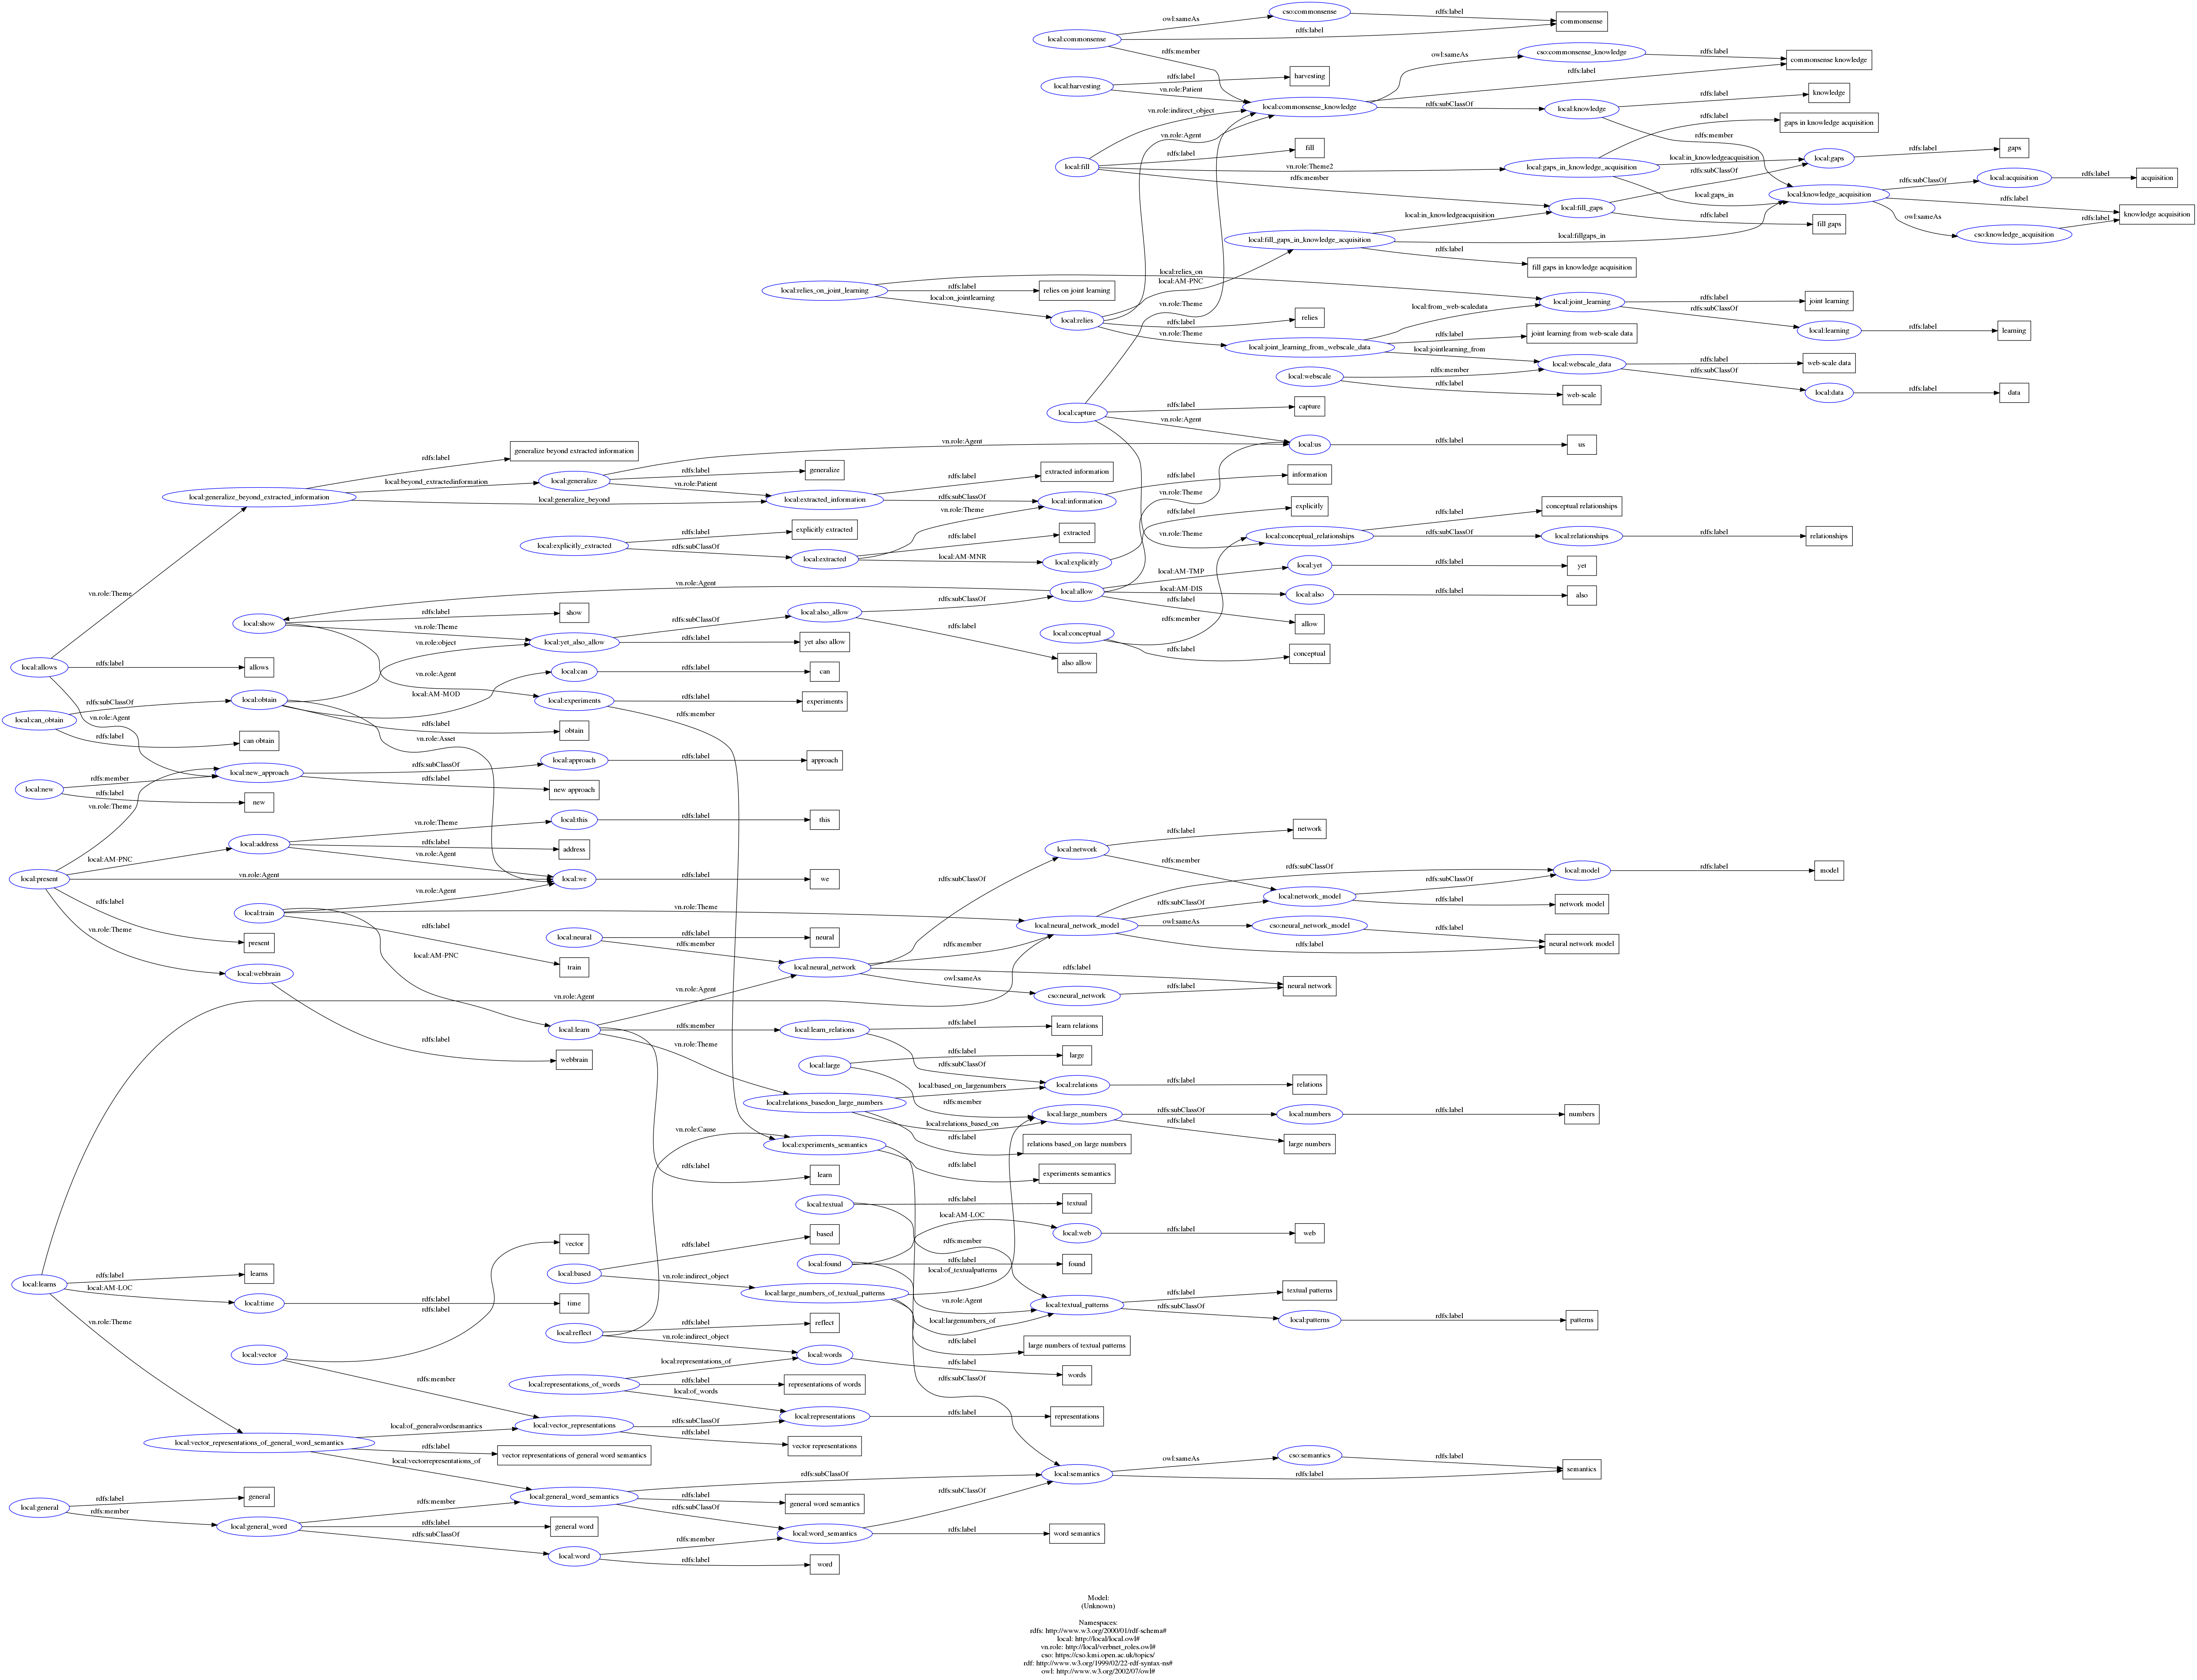 cso:commonsense
rdfs:label
owl:sameAs
commonsense
rdfs:label
local:commonsense
rdfs:member
cso:commonsense_knowledge
rdfs:label
owl:sameAs
commonsense knowledge
rdfs:label
local:harvesting
rdfs:label
harvesting
vn.role:Patient
local:commonsense_knowledge
rdfs:subClassOf
local:knowledge
rdfs:label
knowledge
vn.role:indirect_object
rdfs:label
gaps in knowledge acquisition
vn.role:Agent
rdfs:member
local:fill
rdfs:label
fill
vn.role:Theme2
local:gaps_in_knowledge_acquisition
local:in_knowledgeacquisition
local:gaps
rdfs:label
gaps
rdfs:subClassOf
rdfs:member
local:gaps_in
local:knowledge_acquisition
rdfs:subClassOf
local:acquisition
rdfs:label
acquisition
rdfs:label
knowledge acquisition
local:fill_gaps
rdfs:label
fill gaps
owl:sameAs
cso:knowledge_acquisition
rdfs:label
local:in_knowledgeacquisition
local:fill_gaps_in_knowledge_acquisition
local:fillgaps_in
rdfs:label
fill gaps in knowledge acquisition
local:relies_on_joint_learning
local:relies_on
rdfs:label
relies on joint learning
local:on_jointlearning
local:AM-PNC
vn.role:Theme
local:relies
rdfs:label
relies
vn.role:Theme
local:from_web-scaledata
local:joint_learning
rdfs:label
joint learning
rdfs:subClassOf
local:learning
rdfs:label
learning
local:joint_learning_from_webscale_data
rdfs:label
joint learning from web-scale data
local:jointlearning_from
local:webscale_data
rdfs:label
web-scale data
local:webscale
rdfs:member
rdfs:label
web-scale
rdfs:subClassOf
local:data
rdfs:label
data
local:capture
rdfs:label
capture
vn.role:Agent
local:us
rdfs:label
us
rdfs:label
generalize beyond extracted information
vn.role:Agent
local:generalize_beyond_extracted_information
local:beyond_extractedinformation
local:generalize
rdfs:label
generalize
vn.role:Patient
local:generalize_beyond
local:extracted_information
rdfs:label
extracted information
rdfs:subClassOf
local:information
rdfs:label
information
vn.role:Theme
vn.role:Theme
rdfs:label
explicitly
local:explicitly_extracted
rdfs:label
explicitly extracted
rdfs:subClassOf
local:extracted
rdfs:label
extracted
local:AM-MNR
local:explicitly
vn.role:Theme
local:conceptual_relationships
rdfs:label
conceptual relationships
rdfs:subClassOf
local:relationships
rdfs:label
relationships
vn.role:Theme
vn.role:Agent
local:allow
local:AM-TMP
local:yet
rdfs:label
yet
local:AM-DIS
local:also
rdfs:label
also
rdfs:label
allow
local:show
rdfs:label
show
vn.role:Theme
vn.role:object
local:yet_also_allow
rdfs:subClassOf
local:also_allow
rdfs:subClassOf
rdfs:label
yet also allow
rdfs:label
also allow
local:conceptual
rdfs:member
rdfs:label
conceptual
local:allows
rdfs:label
allows
vn.role:Agent
local:can
rdfs:label
can
local:can_obtain
rdfs:subClassOf
local:obtain
local:AM-MOD
local:experiments
rdfs:label
experiments
rdfs:member
vn.role:Agent
rdfs:label
can obtain
rdfs:label
obtain
vn.role:Asset
local:new
rdfs:member
local:new_approach
rdfs:subClassOf
local:approach
rdfs:label
approach
rdfs:label
new approach
rdfs:label
new
vn.role:Theme
local:address
vn.role:Theme
local:this
rdfs:label
this
rdfs:label
address
vn.role:Agent
local:present
local:AM-PNC
vn.role:Agent
local:we
rdfs:label
we
rdfs:label
present
vn.role:Theme
local:train
vn.role:Agent
vn.role:Theme
rdfs:label
train
local:AM-PNC
local:network
rdfs:label
network
rdfs:member
rdfs:subClassOf
rdfs:subClassOf
local:model
rdfs:label
model
local:network_model
rdfs:subClassOf
rdfs:subClassOf
rdfs:label
network model
local:neural_network_model
owl:sameAs
cso:neural_network_model
rdfs:label
neural network model
rdfs:label
local:neural
rdfs:label
neural
rdfs:member
local:neural_network
rdfs:member
rdfs:label
neural network
owl:sameAs
cso:neural_network
rdfs:label
local:webbrain
rdfs:label
webbrain
vn.role:Agent
vn.role:Agent
local:learn
rdfs:member
local:learn_relations
rdfs:label
learn relations
rdfs:subClassOf
vn.role:Theme
local:large
rdfs:label
large
rdfs:member
local:relations_basedon_large_numbers
local:based_on_largenumbers
local:relations
rdfs:label
relations
local:relations_based_on
local:large_numbers
rdfs:subClassOf
local:numbers
rdfs:label
numbers
rdfs:label
large numbers
rdfs:label
relations based_on large numbers
vn.role:Cause
local:experiments_semantics
rdfs:label
experiments semantics
rdfs:label
learn
local:textual
rdfs:label
textual
rdfs:member
local:AM-LOC
local:web
rdfs:label
web
rdfs:label
based
local:based
vn.role:indirect_object
local:found
rdfs:label
found
local:of_textualpatterns
vn.role:Agent
vector
local:learns
rdfs:label
learns
local:AM-LOC
local:time
rdfs:label
time
rdfs:label
local:large_numbers_of_textual_patterns
local:textual_patterns
rdfs:label
textual patterns
rdfs:subClassOf
local:patterns
rdfs:label
patterns
local:largenumbers_of
rdfs:label
large numbers of textual patterns
vn.role:Theme
local:reflect
rdfs:label
reflect
vn.role:indirect_object
local:words
rdfs:label
words
rdfs:subClassOf
local:vector
rdfs:member
local:representations_of_words
local:representations_of
rdfs:label
representations of words
local:of_words
local:representations
rdfs:label
representations
local:vector_representations
rdfs:subClassOf
rdfs:label
vector representations
local:vector_representations_of_general_word_semantics
local:of_generalwordsemantics
rdfs:label
vector representations of general word semantics
local:vectorrepresentations_of
local:semantics
owl:sameAs
cso:semantics
rdfs:label
semantics
rdfs:label
local:general
rdfs:label
general
rdfs:member
local:general_word
rdfs:member
local:general_word_semantics
rdfs:subClassOf
rdfs:label
general word semantics
rdfs:subClassOf
rdfs:label
general word
rdfs:subClassOf
local:word_semantics
rdfs:subClassOf
rdfs:label
word semantics
local:word
rdfs:member
rdfs:label
word
Model:
(Unknown)
Namespaces:
rdfs: http://www.w3.org/2000/01/rdf-schema#
local: http://local/local.owl#
vn.role: http://local/verbnet_roles.owl#
cso: https://cso.kmi.open.ac.uk/topics/
rdf: http://www.w3.org/1999/02/22-rdf-syntax-ns#
owl: http://www.w3.org/2002/07/owl#